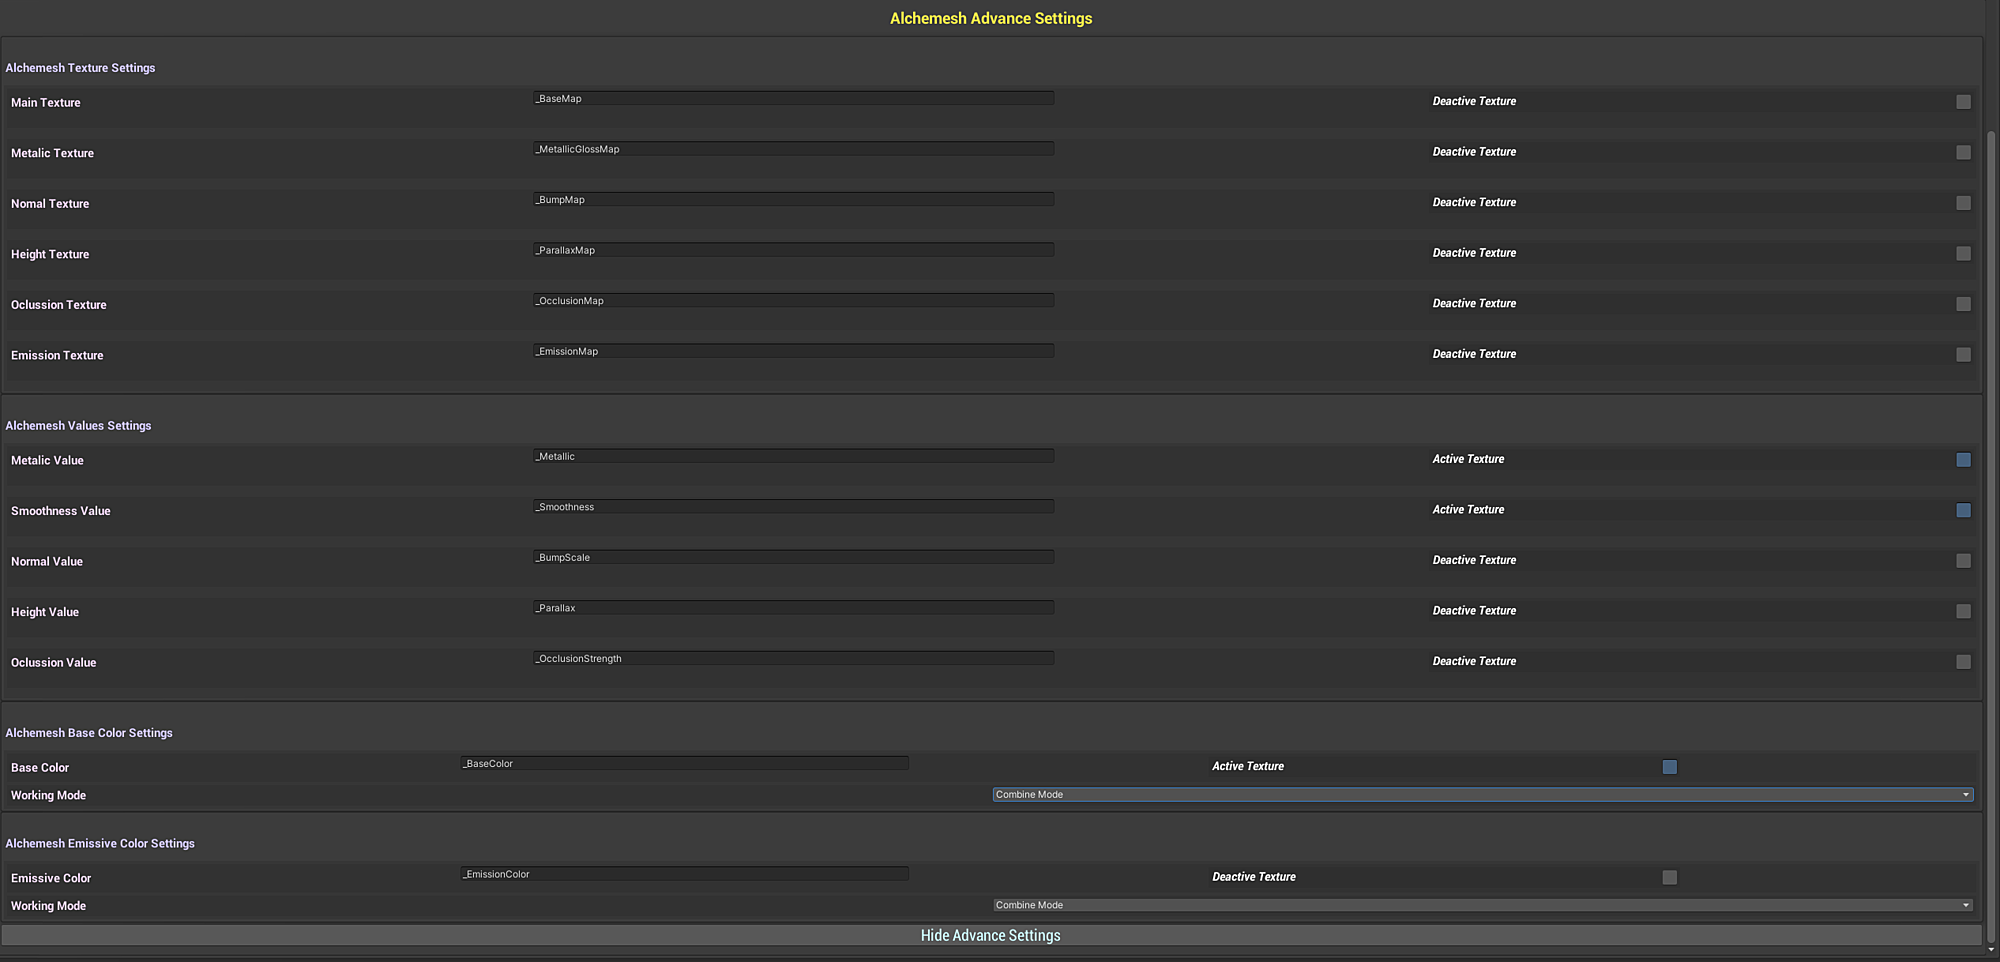 Alchemesh Advance Settings
Alchemesh Texture Settings
Main Texture _BaseMap Deactive Texture
Metalic Texture _MetallicGlossMap Deactive Texture
Nomal Texture _BumpMap Deactive Texture
Height Texture _ParallaxMap Deactive Texture
Oclussion Texture _OcclusionMap Deactive Texture
Emission Texture _EmissionMap Deactive Texture
Alchemesh Values Settings
Metalic Value _Metallic Active Texture
Smoothness Value _Smoothness Active Texture
Normal Value _BumpScale Deactive Texture
Height Value _Parallax Deactive Texture
Oclussion Value _OcclusionStrength Deactive Texture
Alchemesh Base Color Settings
Base Color _BaseColor Active Texture
Working Mode Combine Mode
Alchemesh Emissive Color Settings
Emissive Color _EmissionColor Deactive Texture
Working Mode Combine Mode
Hide Advance Settings